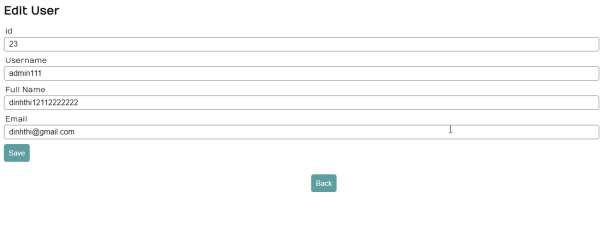 Edit User
id
23
Username
admin111
Full Name
dinhthi12112222222
Email
dinhthi@gmail.com
Save
Back